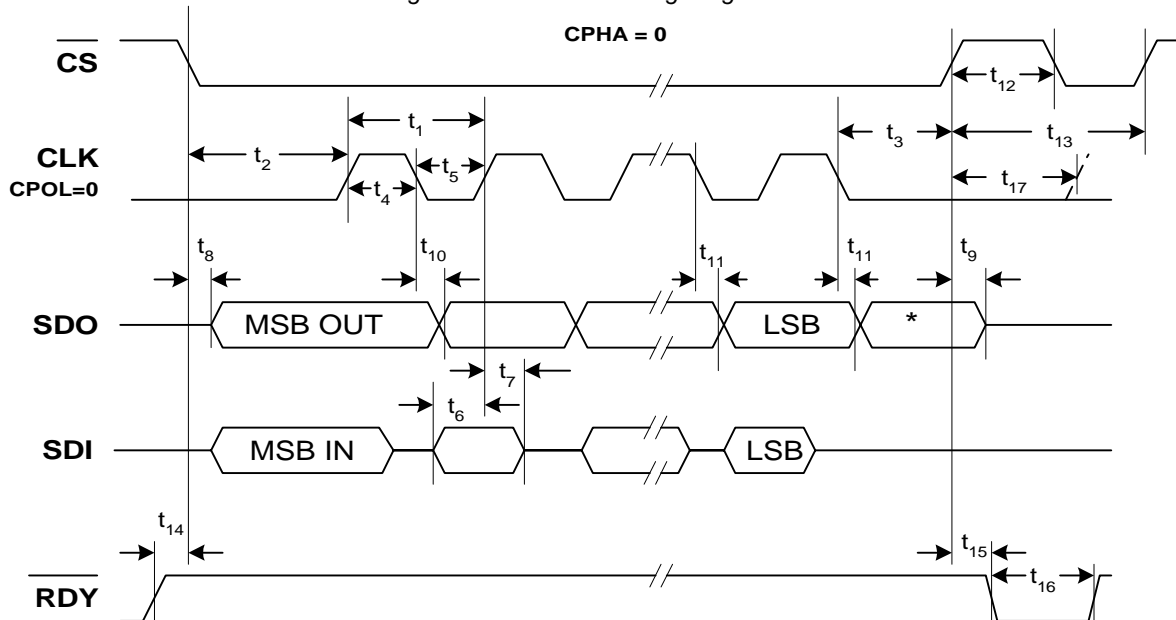 CPHA = 0
CS
t12
t1
t3
t13
CLK
t2
t5
CPOL=0
t4
t17
t8
t10
t11
t11
t9
SDO
MSB OUT
LSB
*
t7
t6
SDI
MSB IN
LSB
t14
t15
t16
RDY